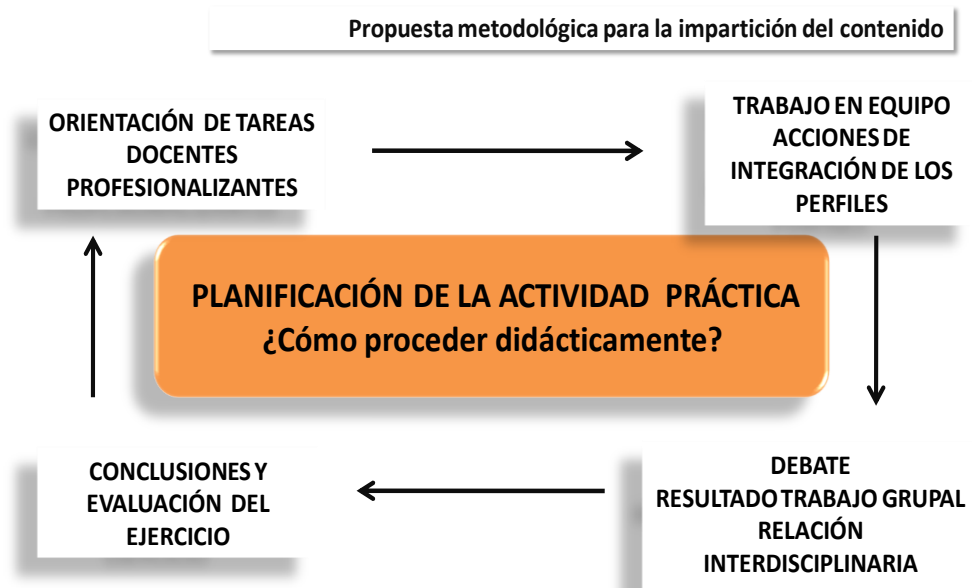 Propuesta metodológica para la impartición del contenido
ORIENTACIÓN DE TAREAS
DOCENTES
PROFESIONALIZANTES
TRABAJO EN EQUIPO
ACCIONES DE
INTEGRACIÓN DE LOS
PERFILES
PLANIFICACIÓN DE LA ACTIVIDAD PRÁCTICA
¿Cómo proceder didácticamente?
CONCLUSIONES Y
EVALUACIÓN DEL
EJERCICIO
DEBATE
RESULTADO TRABAJO GRUPAL
RELACIÓN
INTERDISCIPLINARIA